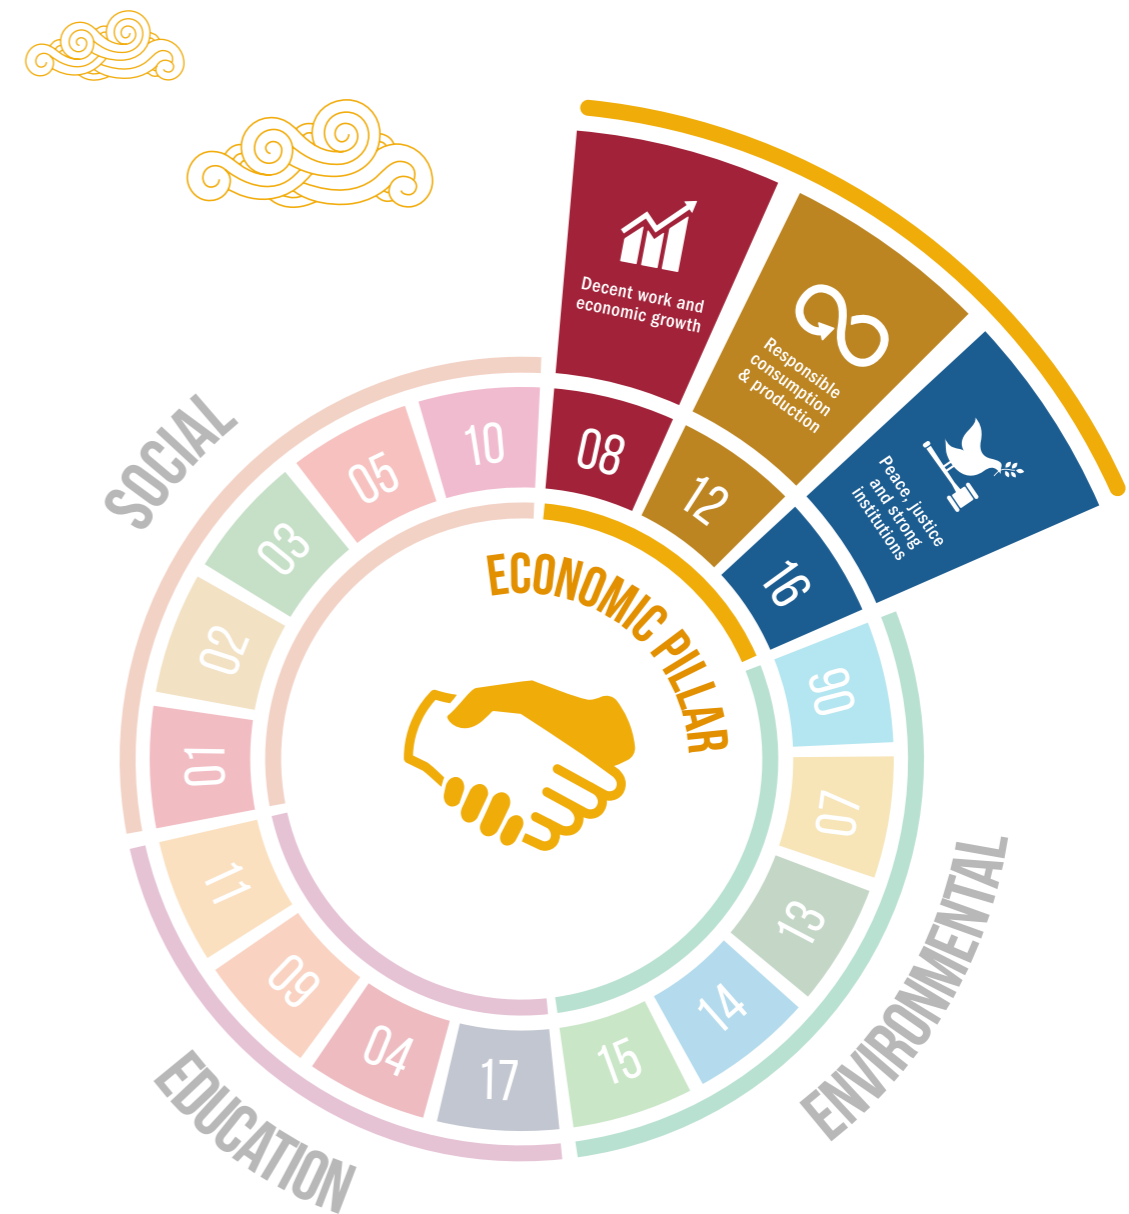 Decent work and
economic growth
Responsible
consumption
& production
Peace, justice
and strong
institutions
08
12
16
ECONOMIC PILLAR
06
07
13
14
15
ENVIRONMENTAL
17
04
09
11
EDUCATION
01
02
03
05
10
SOCIAL